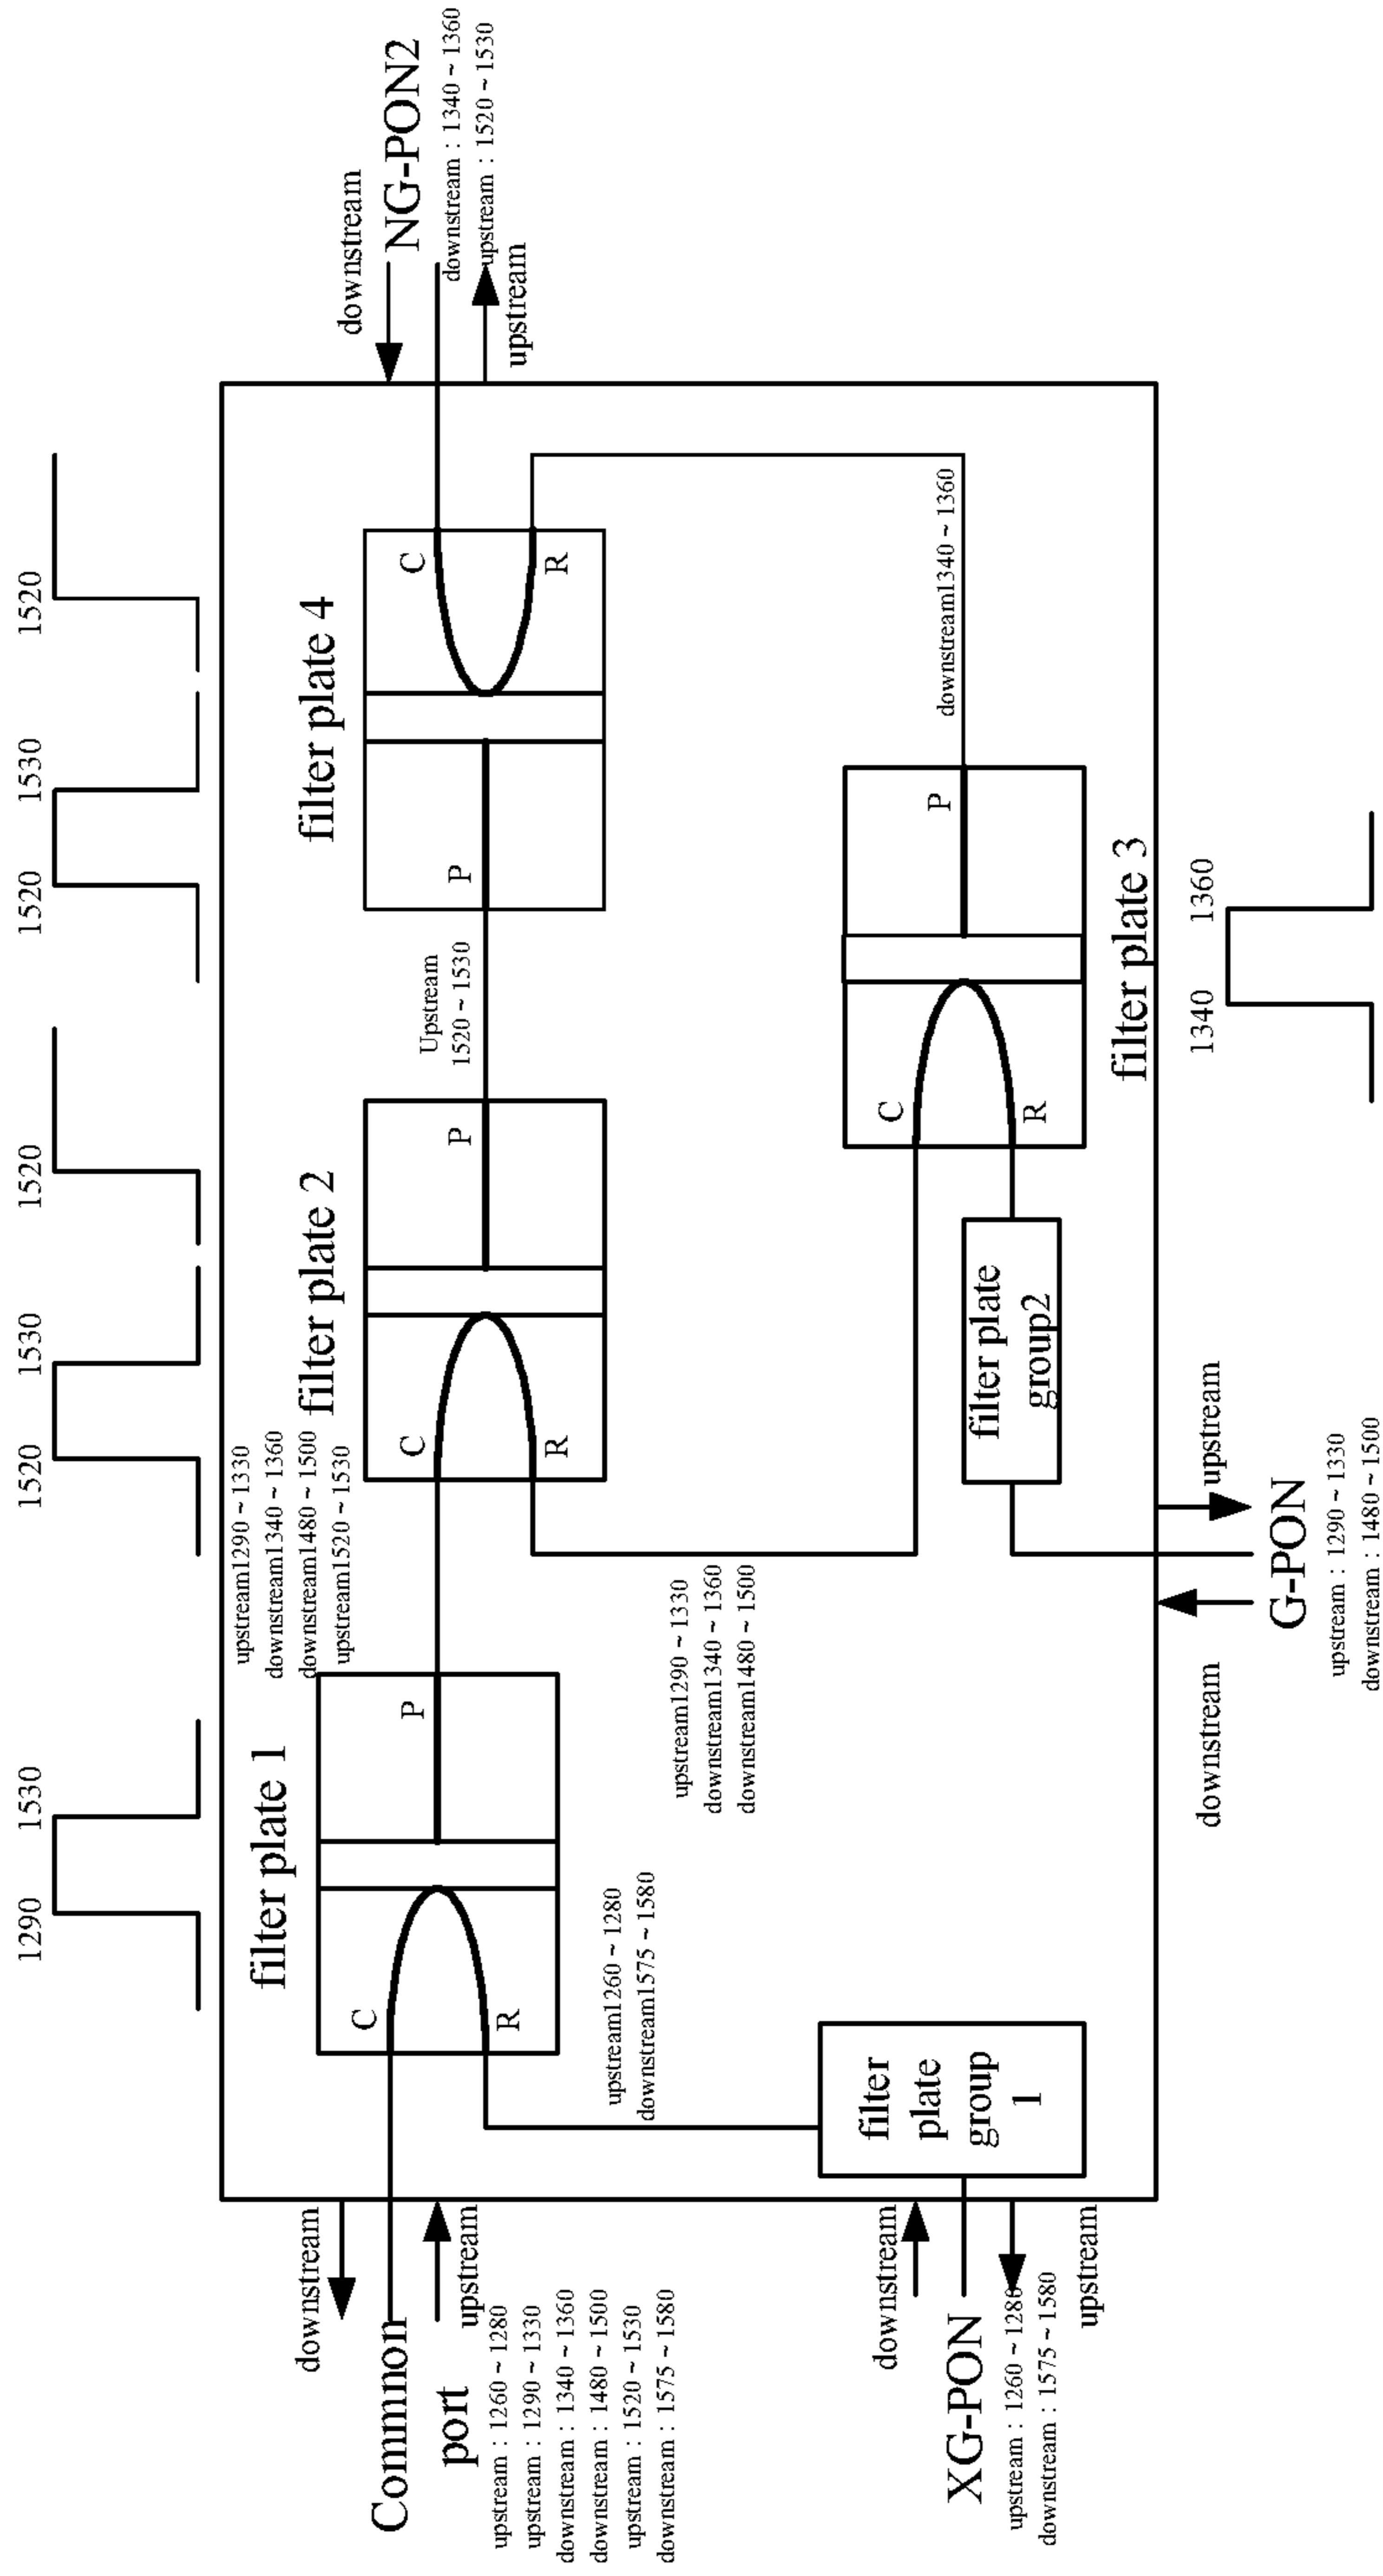 1290
1530
1520
1530
1520
1520
1530
1520
filter plate 1
filter plate 2
filter plate 4
upstream1290 ~ 1330
downstream1340 ~ 1360
downstream1480 ~ 1500
upstream1520 ~ 1530
C
P
R
C
P
R
Upstream
1520 ~ 1530
P
C
R
downstream
NG-PON2
downstream : 1340 ~ 1360
upstream : 1520 ~ 1530
upstream
downstream
Common
port
upstream
upstream : 1260 ~ 1280
upstream : 1290 ~ 1330
downstream : 1340 ~ 1360
downstream : 1480 ~ 1500
upstream : 1520 ~ 1530
downstream : 1575 ~ 1580
upstream1260 ~ 1280
downstream1575 ~ 1580
upstream1290 ~ 1330
downstream1340 ~ 1360
downstream1480 ~ 1500
downstream1340 ~ 1360
filter
plate
group
1
C
P
R
filter plate
group2
filter plate 3
downstream
XG-PON
upstream : 1260 ~ 1280
downstream : 1575 ~ 1580
upstream
downstream
upstream
G-PON
upstream : 1290 ~ 1330
downstream : 1480 ~ 1500
1340
1360